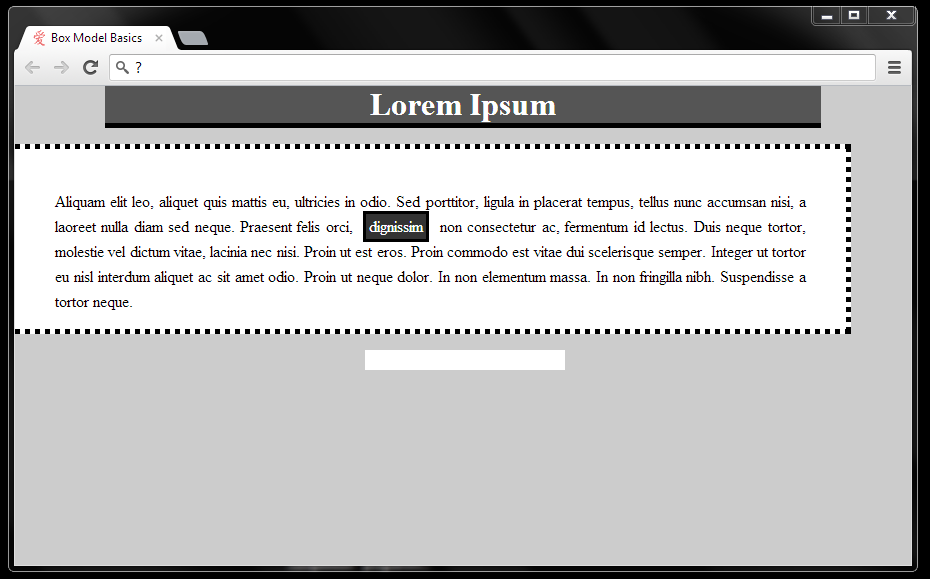 爱 Box Model Basics
?
Lorem Ipsum
Aliquam elit leo, aliquet quis mattis eu, ultricies in odio. Sed porttitor, ligula in placerat tempus, tellus nunc accumsan nisi, a
laoreet nulla diam sed neque. Praesent felis orci, dignissim non consectetur ac, fermentum id lectus. Duis neque tortor,
molestie vel dictum vitae, lacinia nec nisi. Proin ut est eros. Proin commodo est vitae dui scelerisque semper. Integer ut tortor
eu nisl interdum aliquet ac sit amet odio. Proin ut neque dolor. In non elementum massa. In non fringilla nibh. Suspendisse a
tortor neque.